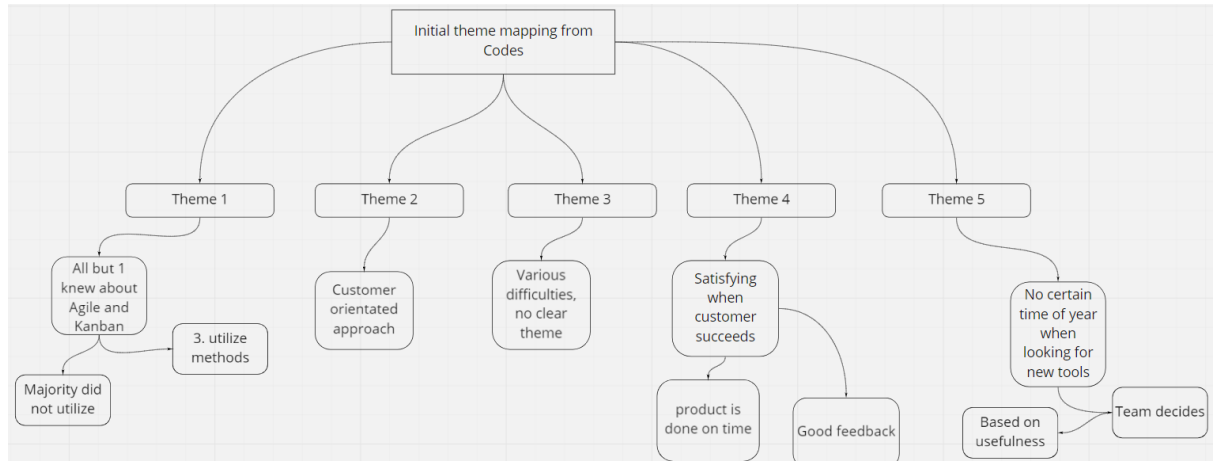 Initial theme mapping from
Codes
Theme 1
Theme 2
Theme 3
Theme 4
Theme 5
All but 1
knew about
Agile and
Kanban
3. utilize
methods
Majority did
not utilize
Customer
orientated
approach
Various
difficulties,
no clear
theme
Satisfying
when
customer
succeeds
product is
done on time
Good feedback
No certain
time of year
when
looking for
new tools
Team decides
Based on
usefulness